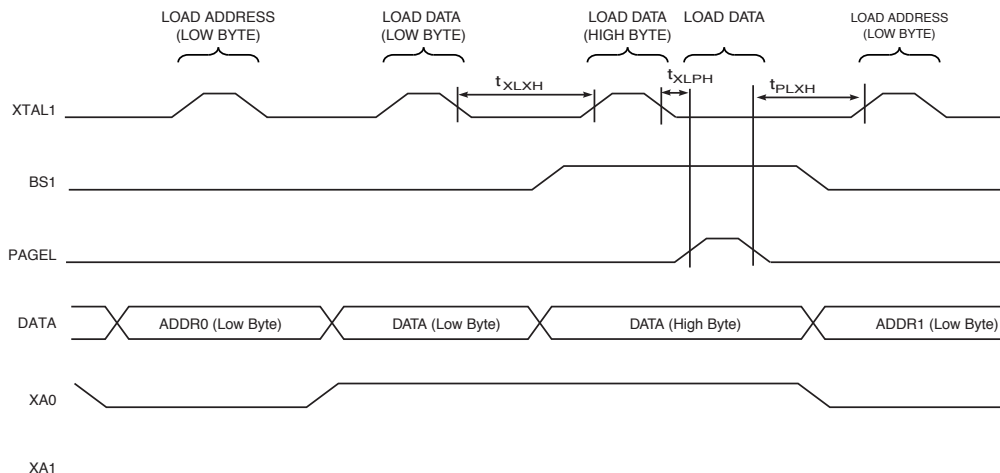 LOAD ADDRESS
(LOW BYTE)
LOAD DATA
(LOW BYTE)
LOAD DATA
(HIGH BYTE)
LOAD DATA
LOAD ADDRESS
(LOW BYTE)
tXLXH
tXLPH
tPLXH
XTAL1
BS1
PAGEL
DATA
ADDR0 (Low Byte)
DATA (Low Byte)
DATA (High Byte)
ADDR1 (Low Byte)
XA0
XA1